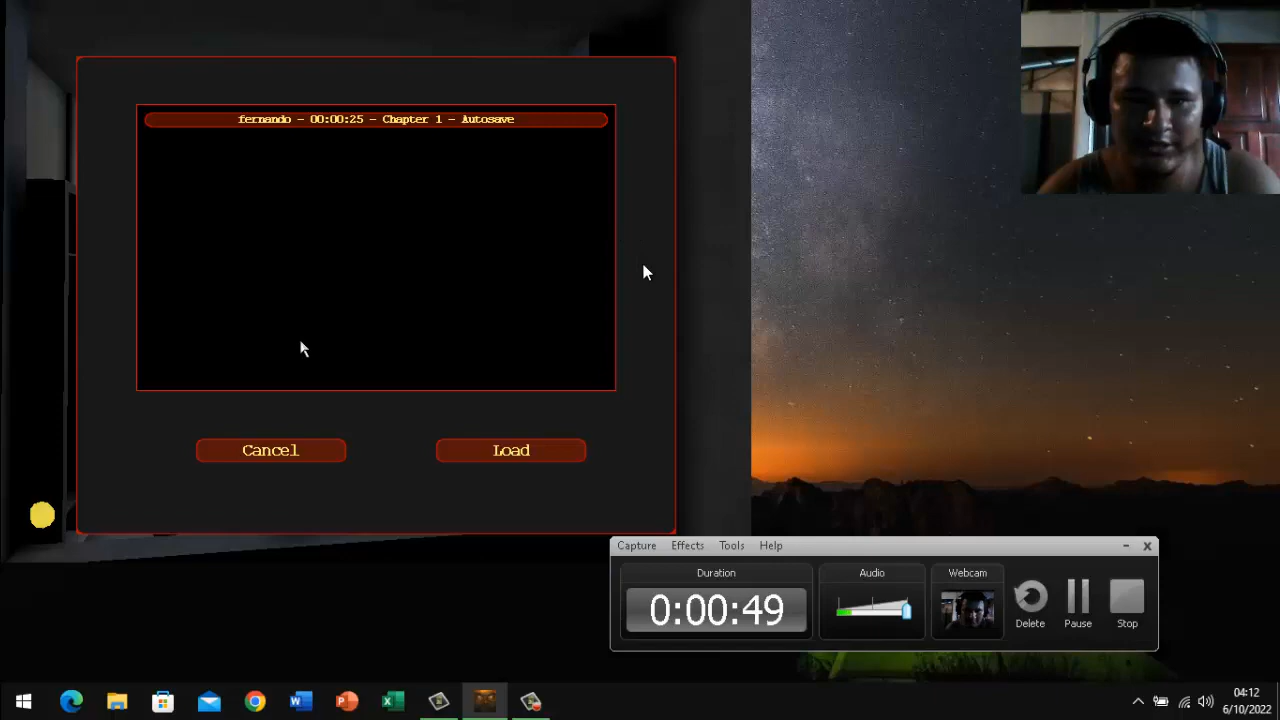 fernando - 00:00:25 - Chapter 1 - Autosave
Cancel Load
Capture Effects Tools Help
Duration Audio Webcam
0:00:49
Delete Pause Stop
04:12
6/10/2022